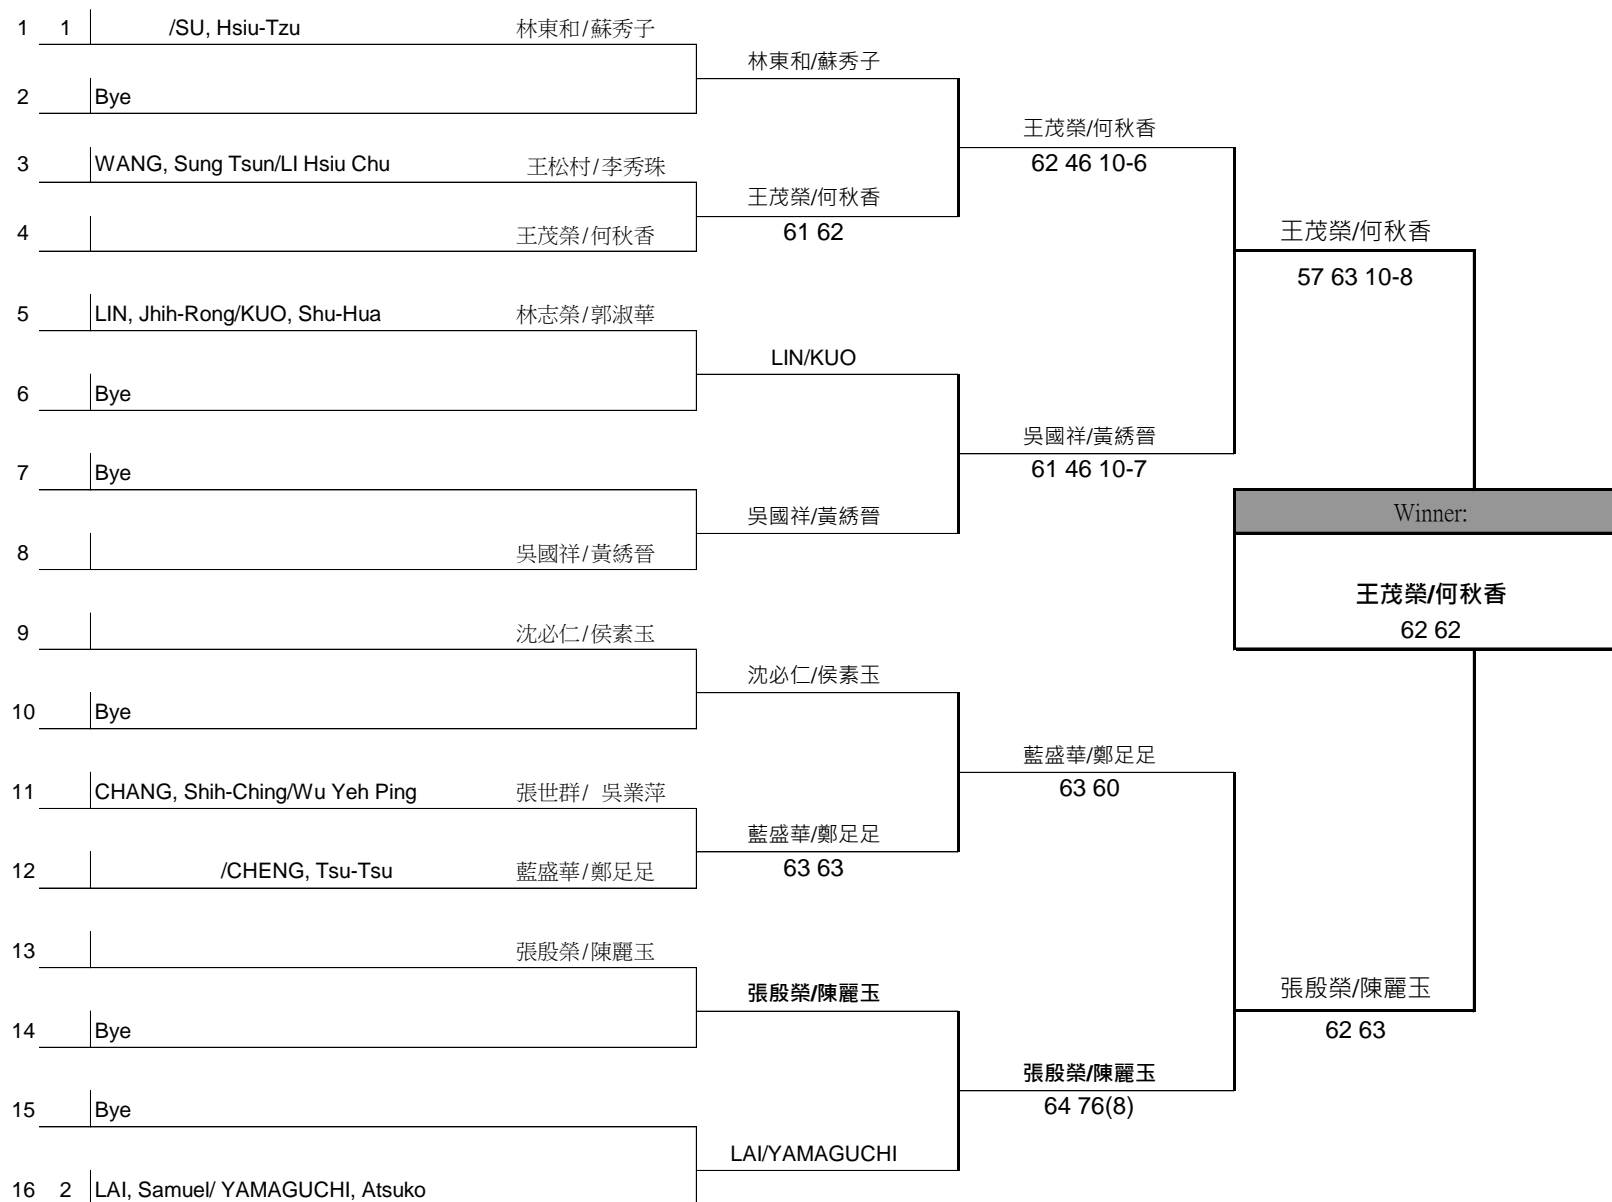 1 1 /SU, Hsiu-Tzu 林東和/蘇秀子
林東和/蘇秀子
2 Bye
王茂榮/何秋香
3 WANG, Sung Tsun/LI Hsiu Chu 王松村/李秀珠
62 46 10-6
王茂榮/何秋香
4 王茂榮/何秋香
61 62
王茂榮/何秋香
57 63 10-8
5 LIN, Jhih-Rong/KUO, Shu-Hua 林志榮/郭淑華
LIN/KUO
6 Bye
吳國祥/黃綉晉
7 Bye
61 46 10-7
吳國祥/黃綉晉
Winner:
8 吳國祥/黃綉晉
王茂榮/何秋香
62 62
9 沈必仁/侯素玉
沈必仁/侯素玉
10 Bye
藍盛華/鄭足足
63 60
11 CHANG, Shih-Ching/Wu Yeh Ping 張世群/ 吳業萍
藍盛華/鄭足足
12 /CHENG, Tsu-Tsu 藍盛華/鄭足足
63 63
13 張殷榮/陳麗玉
張殷榮/陳麗玉
張殷榮/陳麗玉
62 63
14 Bye
張殷榮/陳麗玉
64 76(8)
15 Bye
LAI/YAMAGUCHI
16 2 LAI, Samuel/ YAMAGUCHI, Atsuko